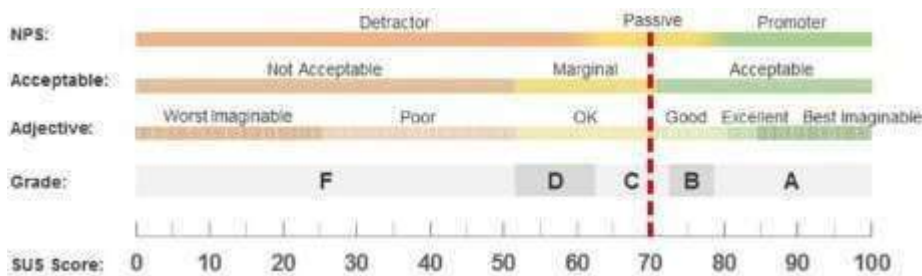 NPS: Detractor Passive Promoter
Acceptable: Not Acceptable Marginal Acceptable
Adjective: Worst Imaginable Poor OK Good Excellent Best Imaginable
Grade: F D C B A
SUS Score: 0 10 20 30 40 50 60 70 80 90 100